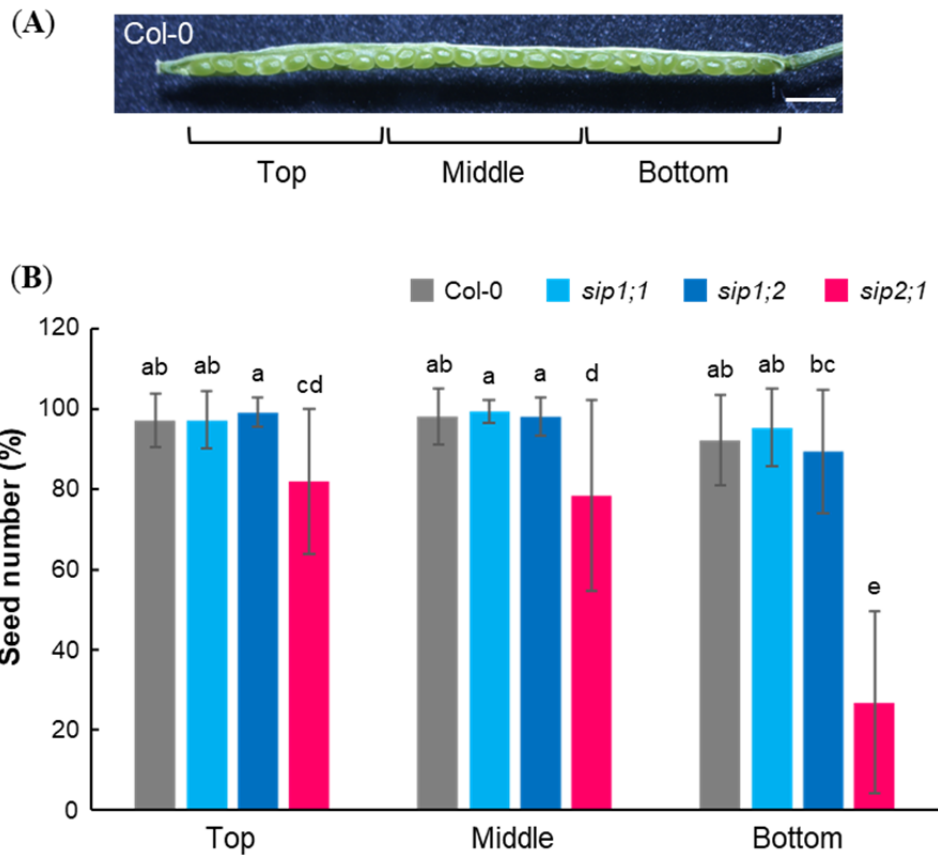 (A)
Col-0
Top Middle Bottom
(B)
Col-0 sip1;1 sip1;2 sip2;1
Seed number (%)
120
100
80
60
40
20
0
ab ab a cd
ab a a d
ab ab bc e
Top Middle Bottom